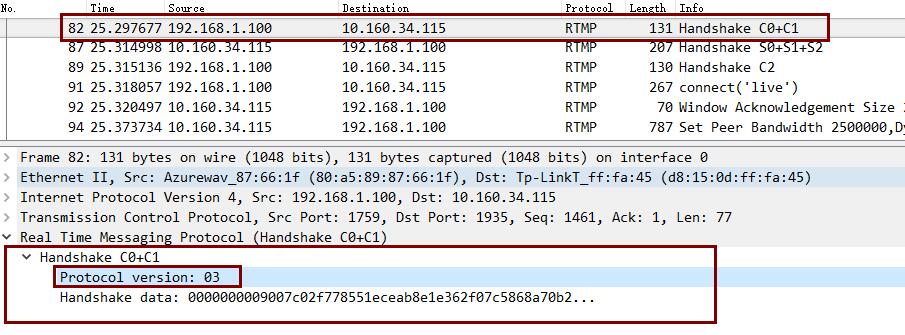 No. Time Source Destination Protocol Length Info
82 25.297677 192.168.1.100 10.160.34.115 RTMP 131 Handshake C0+C1
87 25.314998 10.160.34.115 192.168.1.100 RTMP 207 Handshake S0+S1+S2
89 25.315136 192.168.1.100 10.160.34.115 RTMP 130 Handshake C2
91 25.318057 192.168.1.100 10.160.34.115 RTMP 267 connect('live')
92 25.320497 10.160.34.115 192.168.1.100 RTMP 70 Window Acknowledgement Size 2
94 25.373734 10.160.34.115 192.168.1.100 RTMP 787 Set Peer Bandwidth 2500000,Dy
Frame 82: 131 bytes on wire (1048 bits), 131 bytes captured (1048 bits) on interface 0
Ethernet II, Src: Azurewav_87:66:1f (80:a5:89:87:66:1f), Dst: Tp-LinkT_ff:fa:45 (d8:15:0d:ff:fa:45)
Internet Protocol Version 4, Src: 192.168.1.100, Dst: 10.160.34.115
Transmission Control Protocol, Src Port: 1759, Dst Port: 1935, Seq: 1461, Ack: 1, Len: 77
Real Time Messaging Protocol (Handshake C0+C1)
Handshake C0+C1
Protocol version: 03
Handshake data: 0000000009007c02f778551eceab8e1e362f07c5868a70b2...